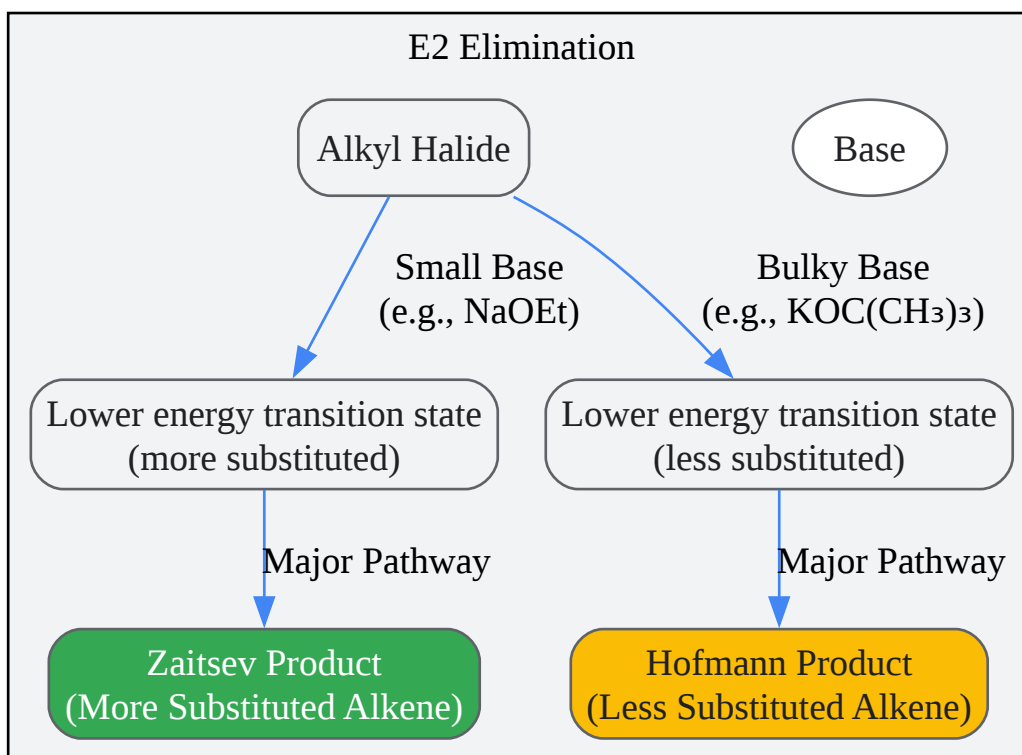 E2 Elimination
Alkyl Halide
Base
Small Base
(e.g., NaOEt)
Bulky Base
(e.g., KOC(CH₃)₃)
Lower energy transition state
(more substituted)
Lower energy transition state
(less substituted)
Major Pathway
Major Pathway
Zaitsev Product
(More Substituted Alkene)
Hofmann Product
(Less Substituted Alkene)